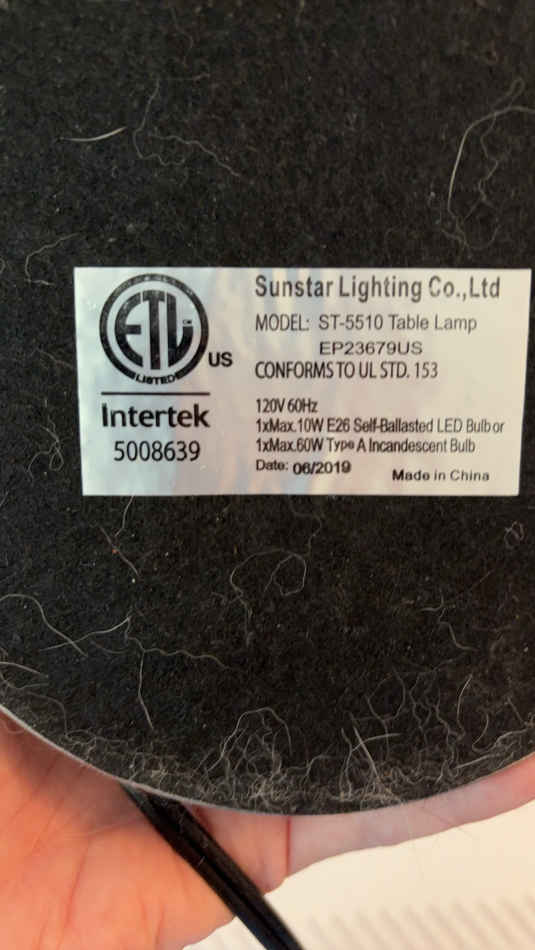 ETL
CM
US
LISTED
Intertek
5008639
Sunstar Lighting Co.,Ltd
MODEL: ST-5510 Table Lamp
EP23679US
CONFORMS TO UL STD. 153
120V 60Hz
1xMax.10W E26 Self-Ballasted LED Bulb or
1xMax.60W Type A Incandescent Bulb
Date: 06/2019
Made in China